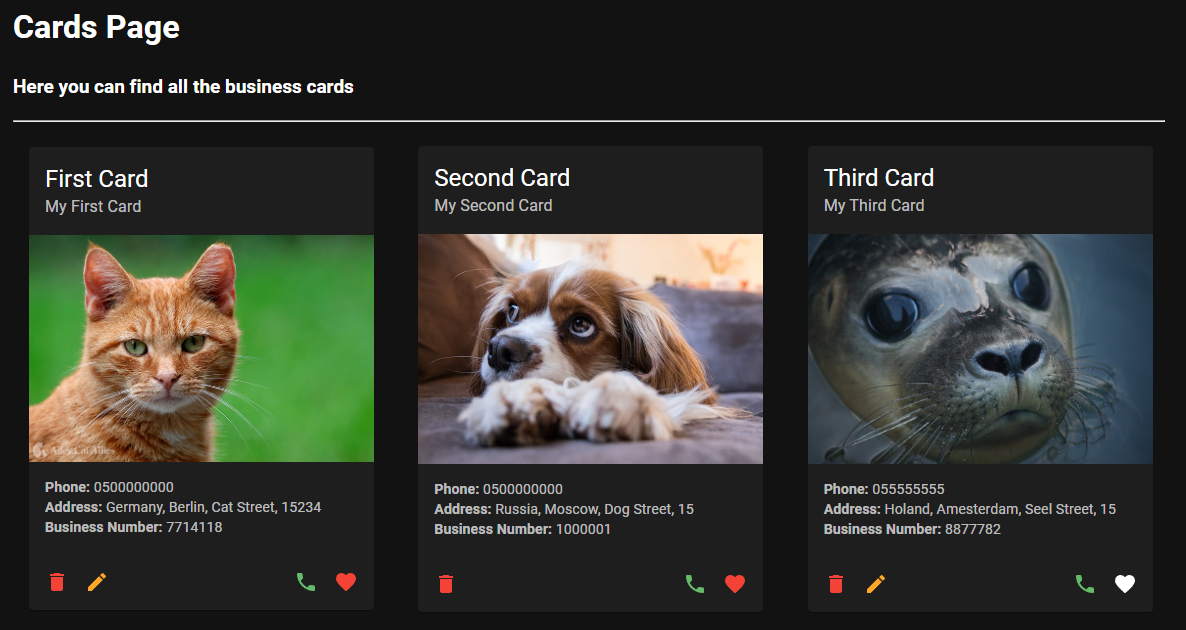 Cards Page
Here you can find all the business cards
First Card
My First Card
Alley Cat Allies
Phone: 0500000000
Address: Germany, Berlin, Cat Street, 15234
Business Number: 7714118
Second Card
My Second Card
Phone: 0500000000
Address: Russia, Moscow, Dog Street, 15
Business Number: 1000001
Third Card
My Third Card
Phone: 055555555
Address: Holand, Amesterdam, Seel Street, 15
Business Number: 8877782